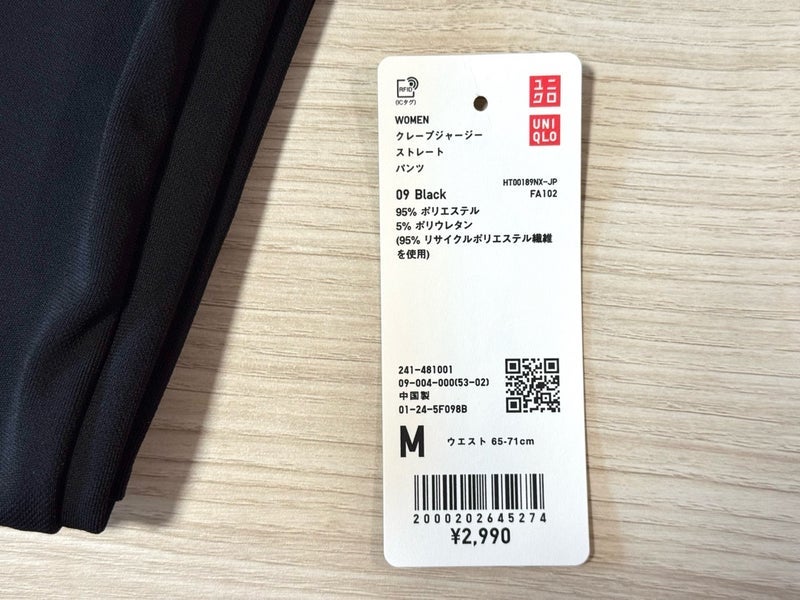 RFID
(ICタグ)
ユニ
クロ
UNI
QLO
WOMEN
クレープジャージー
ストレート
パンツ
HT00189NX-JP
09 Black
FA102
95% ポリエステル
5% ポリウレタン
(95% リサイクルポリエステル繊維
を使用)
241-481001
09-004-000(53-02)
中国製
01-24-5F098B
M ウエスト 65-71cm
2000202645274
¥2,990